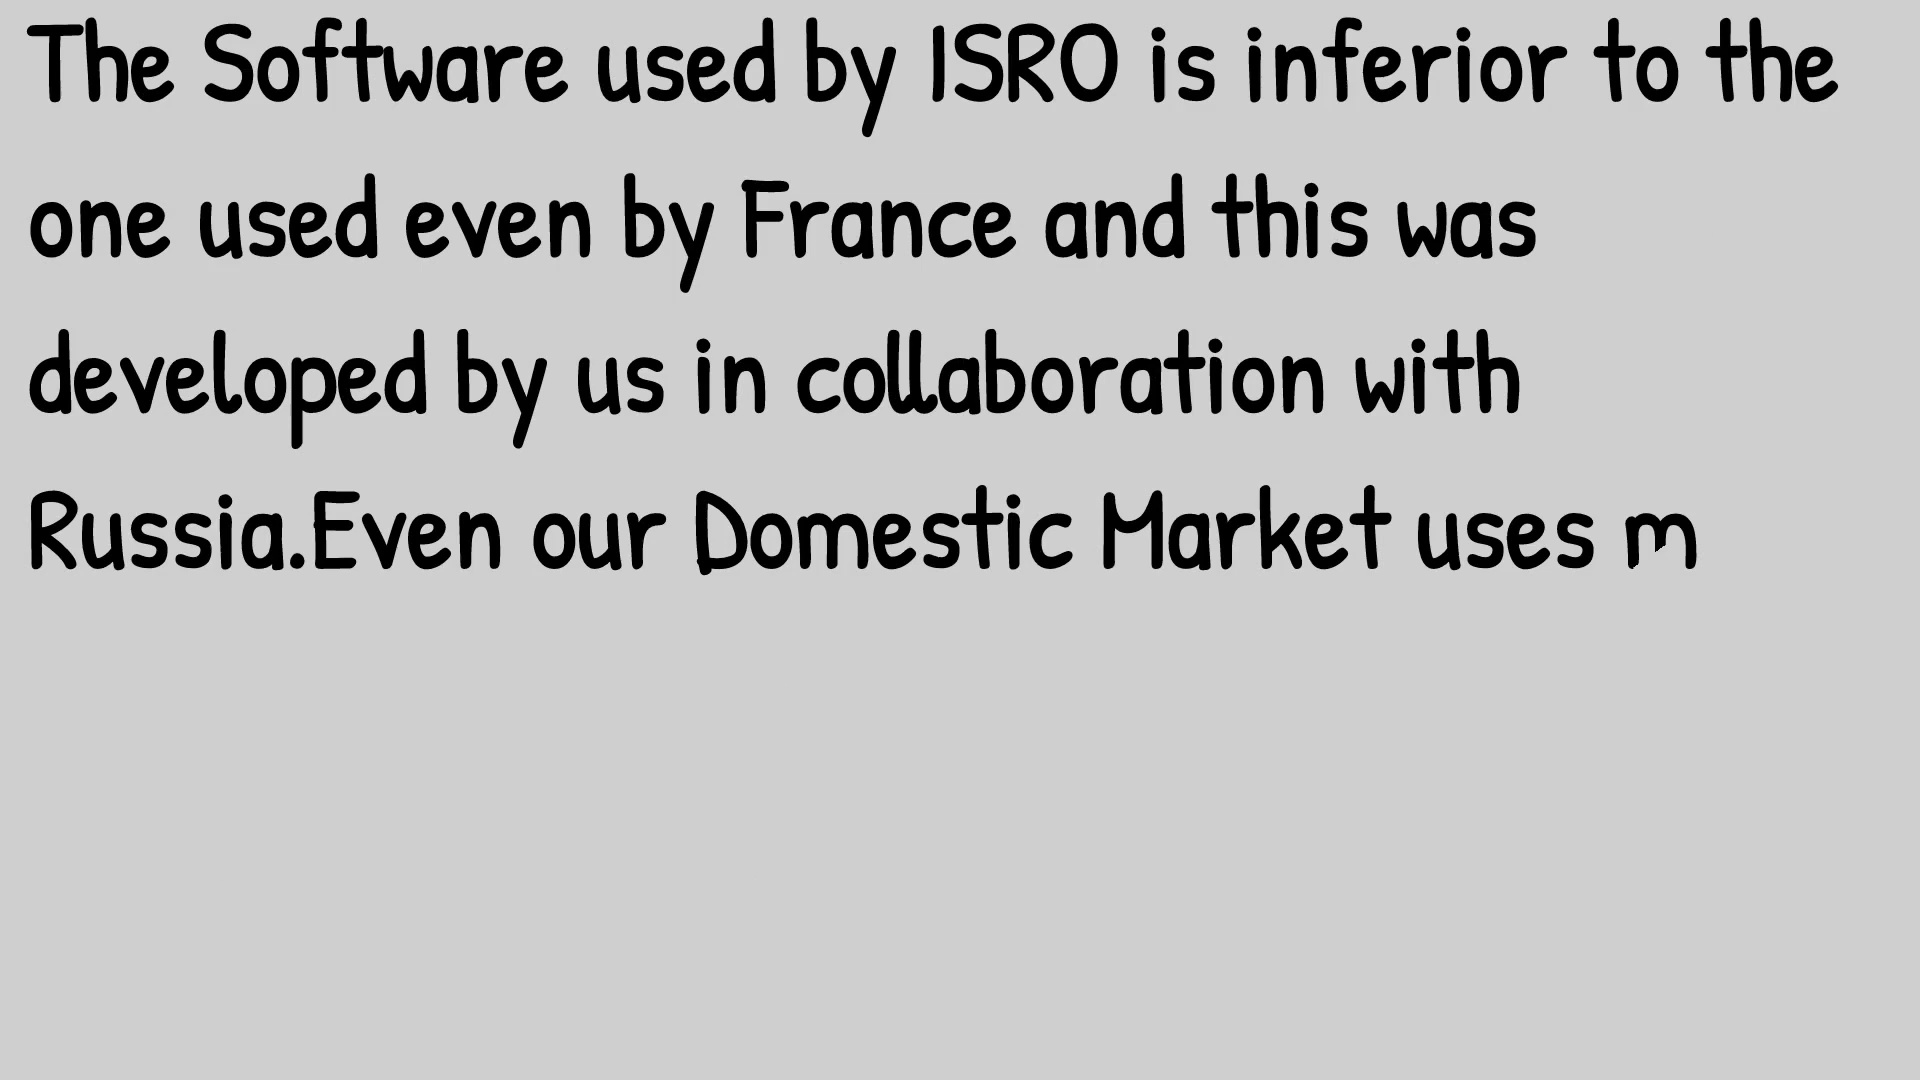 The Software used by ISRO is inferior to the
one used even by France and this was
developed by us in collaboration with
Russia.Even our Domestic Market uses m